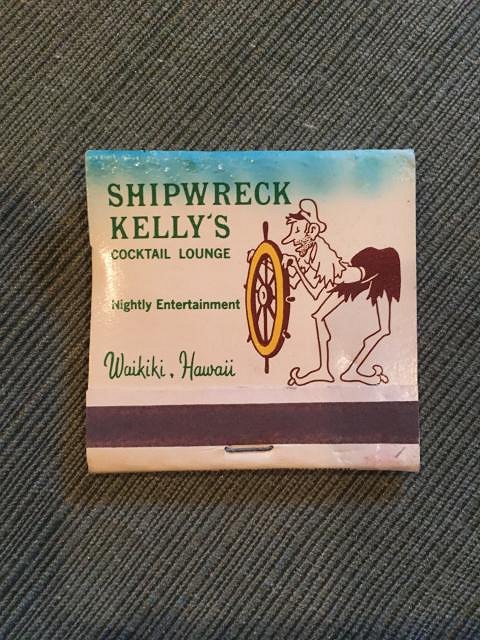 SHIPWRECK
KELLY'S
COCKTAIL LOUNGE
Nightly Entertainment
Waikiki, Hawaii